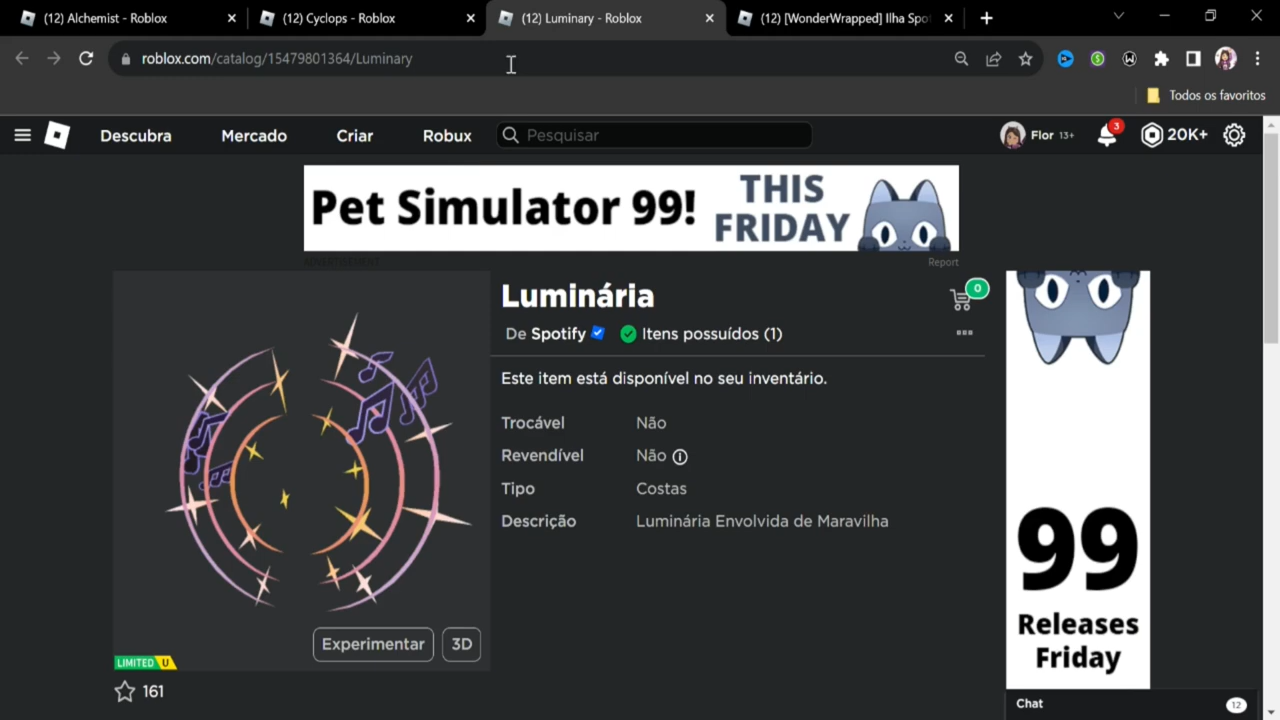 (12) Alchemist - Roblox
(12) Cyclops - Roblox
(12) Luminary - Roblox
(12) [WonderWrapped] Ilha Spo
roblox.com/catalog/15479801364/Luminary
Todos os favoritos
Descubra
Mercado
Criar
Robux
Pesquisar
Flor 13+
3
20K+
Pet Simulator 99!
THIS
FRIDAY
ADVERTISEMENT
Report
Luminária
0
De Spotify
Itens possuídos (1)
Este item está disponível no seu inventário.
Trocável Não
Revendível Não
Tipo Costas
Descrição Luminária Envolvida de Maravilha
Experimentar
3D
LIMITED U
161
99
Releases
Friday
Chat
12